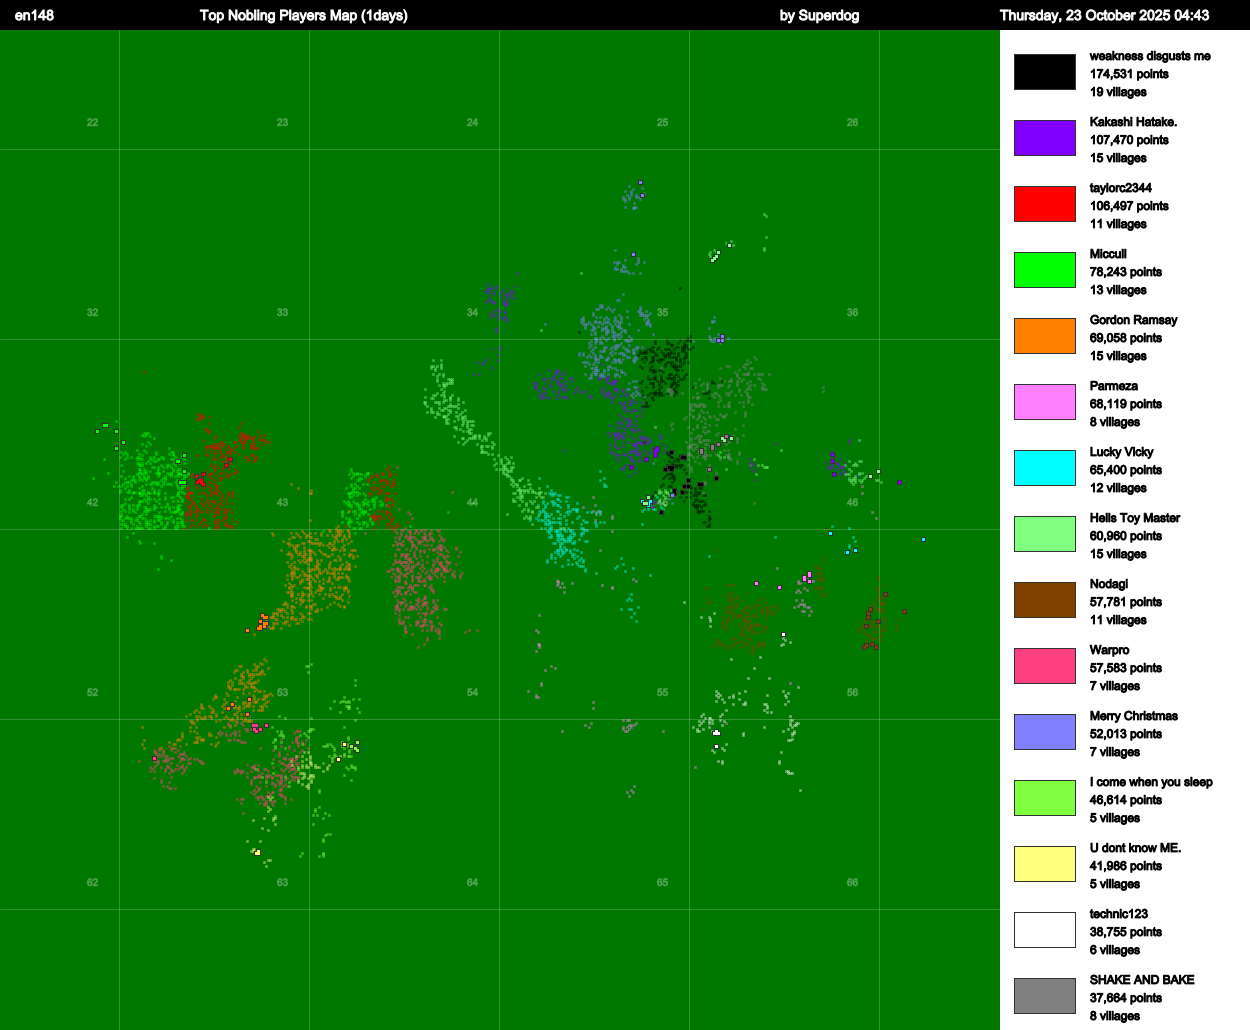 en148 Top Nobling Players Map (1days) by Superdog Thursday, 23 October 2025 04:43
22 23 24 25 26
32 33 34 35 36
42 43 44 45 46
52 53 54 55 56
62 63 64 65 66
weakness disgusts me
174,531 points
19 villages
Kakashi Hatake.
107,470 points
15 villages
taylorc2344
106,497 points
11 villages
Miccull
78,243 points
13 villages
Gordon Ramsay
69,058 points
15 villages
Parmeza
68,119 points
8 villages
Lucky Vicky
65,400 points
12 villages
Hells Toy Master
60,960 points
15 villages
Nodagi
57,781 points
11 villages
Warpro
57,583 points
7 villages
Merry Christmas
52,013 points
7 villages
I come when you sleep
46,614 points
5 villages
U dont know ME.
41,986 points
5 villages
technic123
38,755 points
6 villages
SHAKE AND BAKE
37,664 points
8 villages